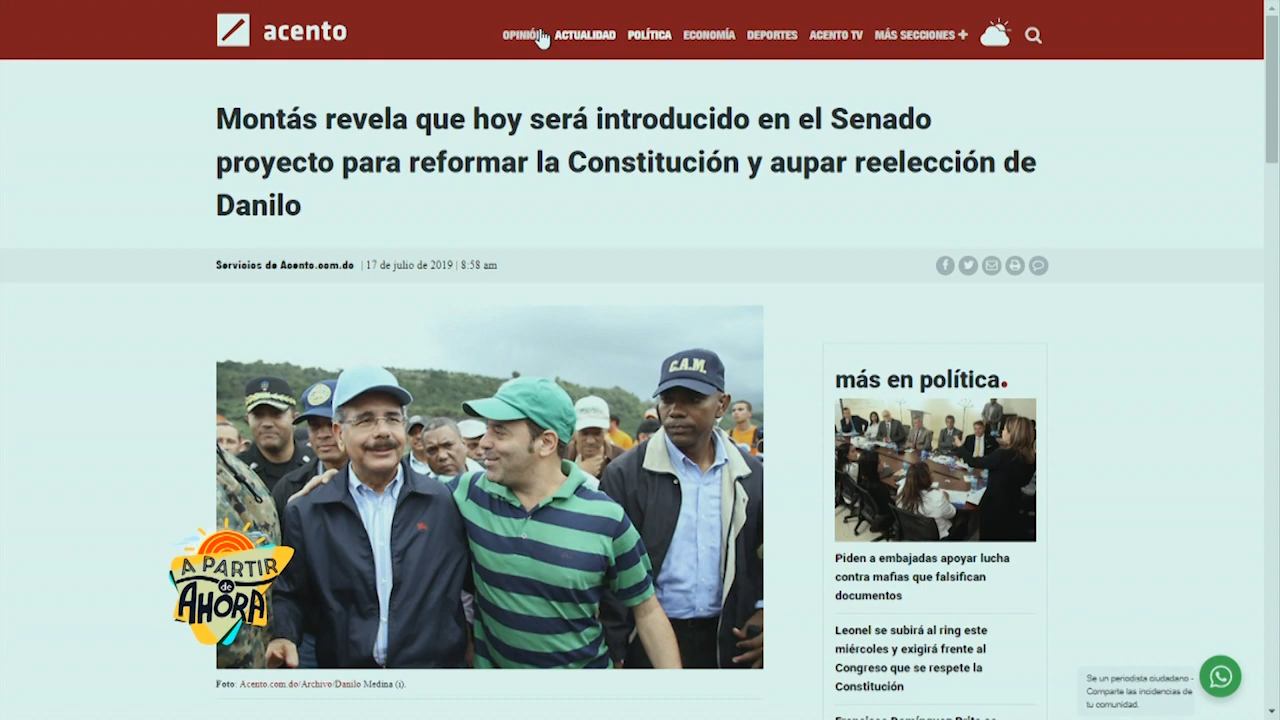 acento
OPINIÓN ACTUALIDAD POLÍTICA ECONOMÍA DEPORTES ACENTO TV MÁS SECCIONES +
Montás revela que hoy será introducido en el Senado
proyecto para reformar la Constitución y aupar reelección de
Danilo
Servicios de Acento.com.do | 17 de julio de 2019 | 8:58 am
C.A.M.
A PARTIR
de
AHORA
Foto: Acento.com.do/Archivo/Danilo Medina (i).
más en política.
Piden a embajadas apoyar lucha
contra mafias que falsifican
documentos
Leonel se subirá al ring este
miércoles y exigirá frente al
Congreso que se respete la
Constitución
Se un periodista ciudadano -
Comparte las incidencias de
tu comunidad.